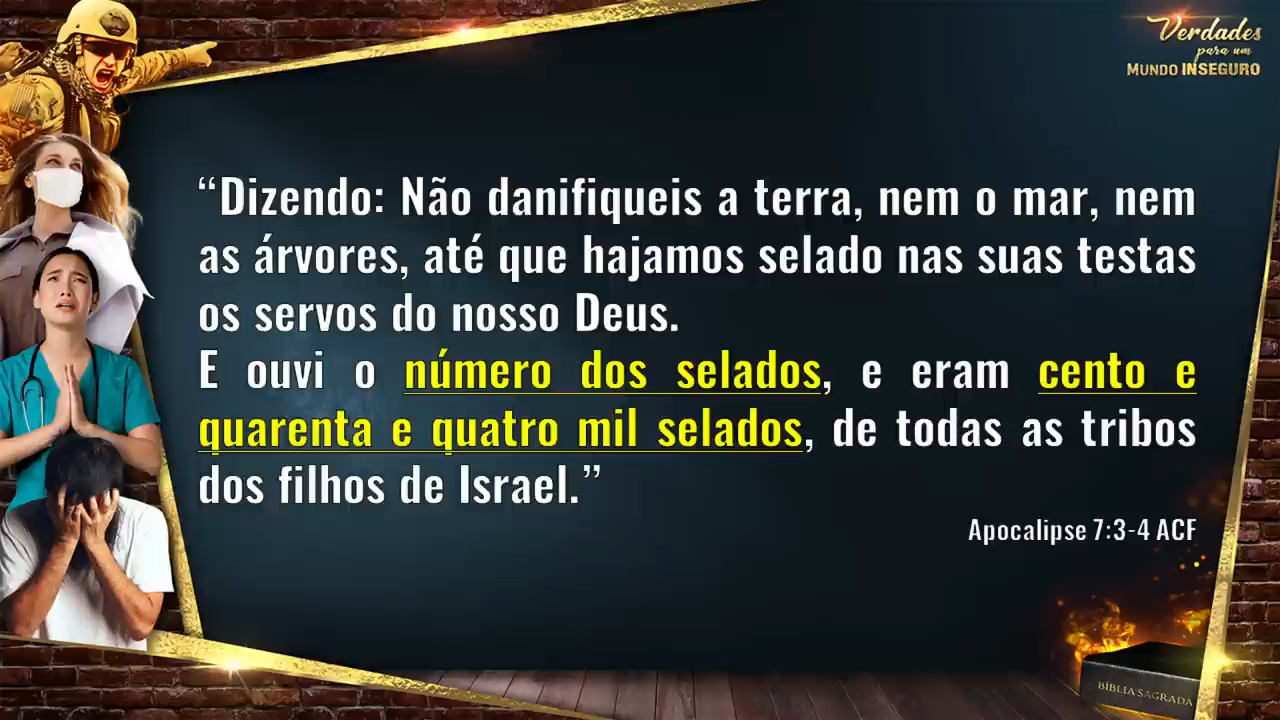 Verdades
para um
MUNDO INSEGURO
“Dizendo: Não danifiqueis a terra, nem o mar, nem
as árvores, até que hajamos selado nas suas testas
os servos do nosso Deus.
E ouvi o número dos selados, e eram cento e
quarenta e quatro mil selados, de todas as tribos
dos filhos de Israel.”
Apocalipse 7:3-4 ACF
BÍBLIA SAGRADA